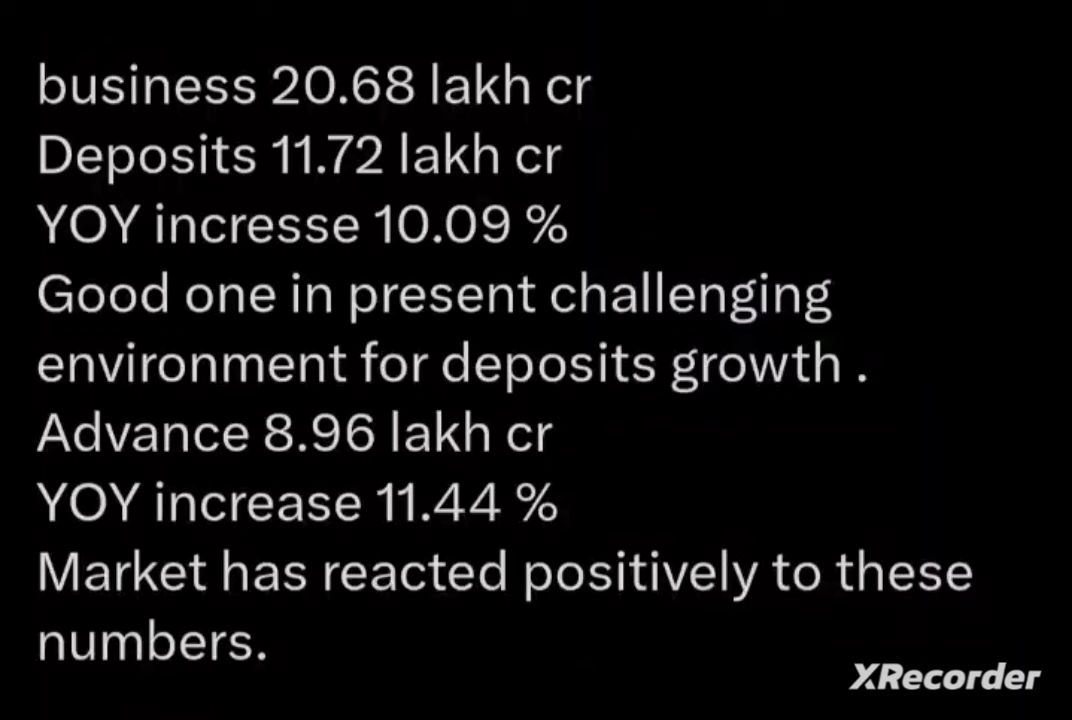 business 20.68 lakh cr
Deposits 11.72 lakh cr
YOY incresse 10.09 %
Good one in present challenging
environment for deposits growth .
Advance 8.96 lakh cr
YOY increase 11.44 %
Market has reacted positively to these
numbers.
XRecorder